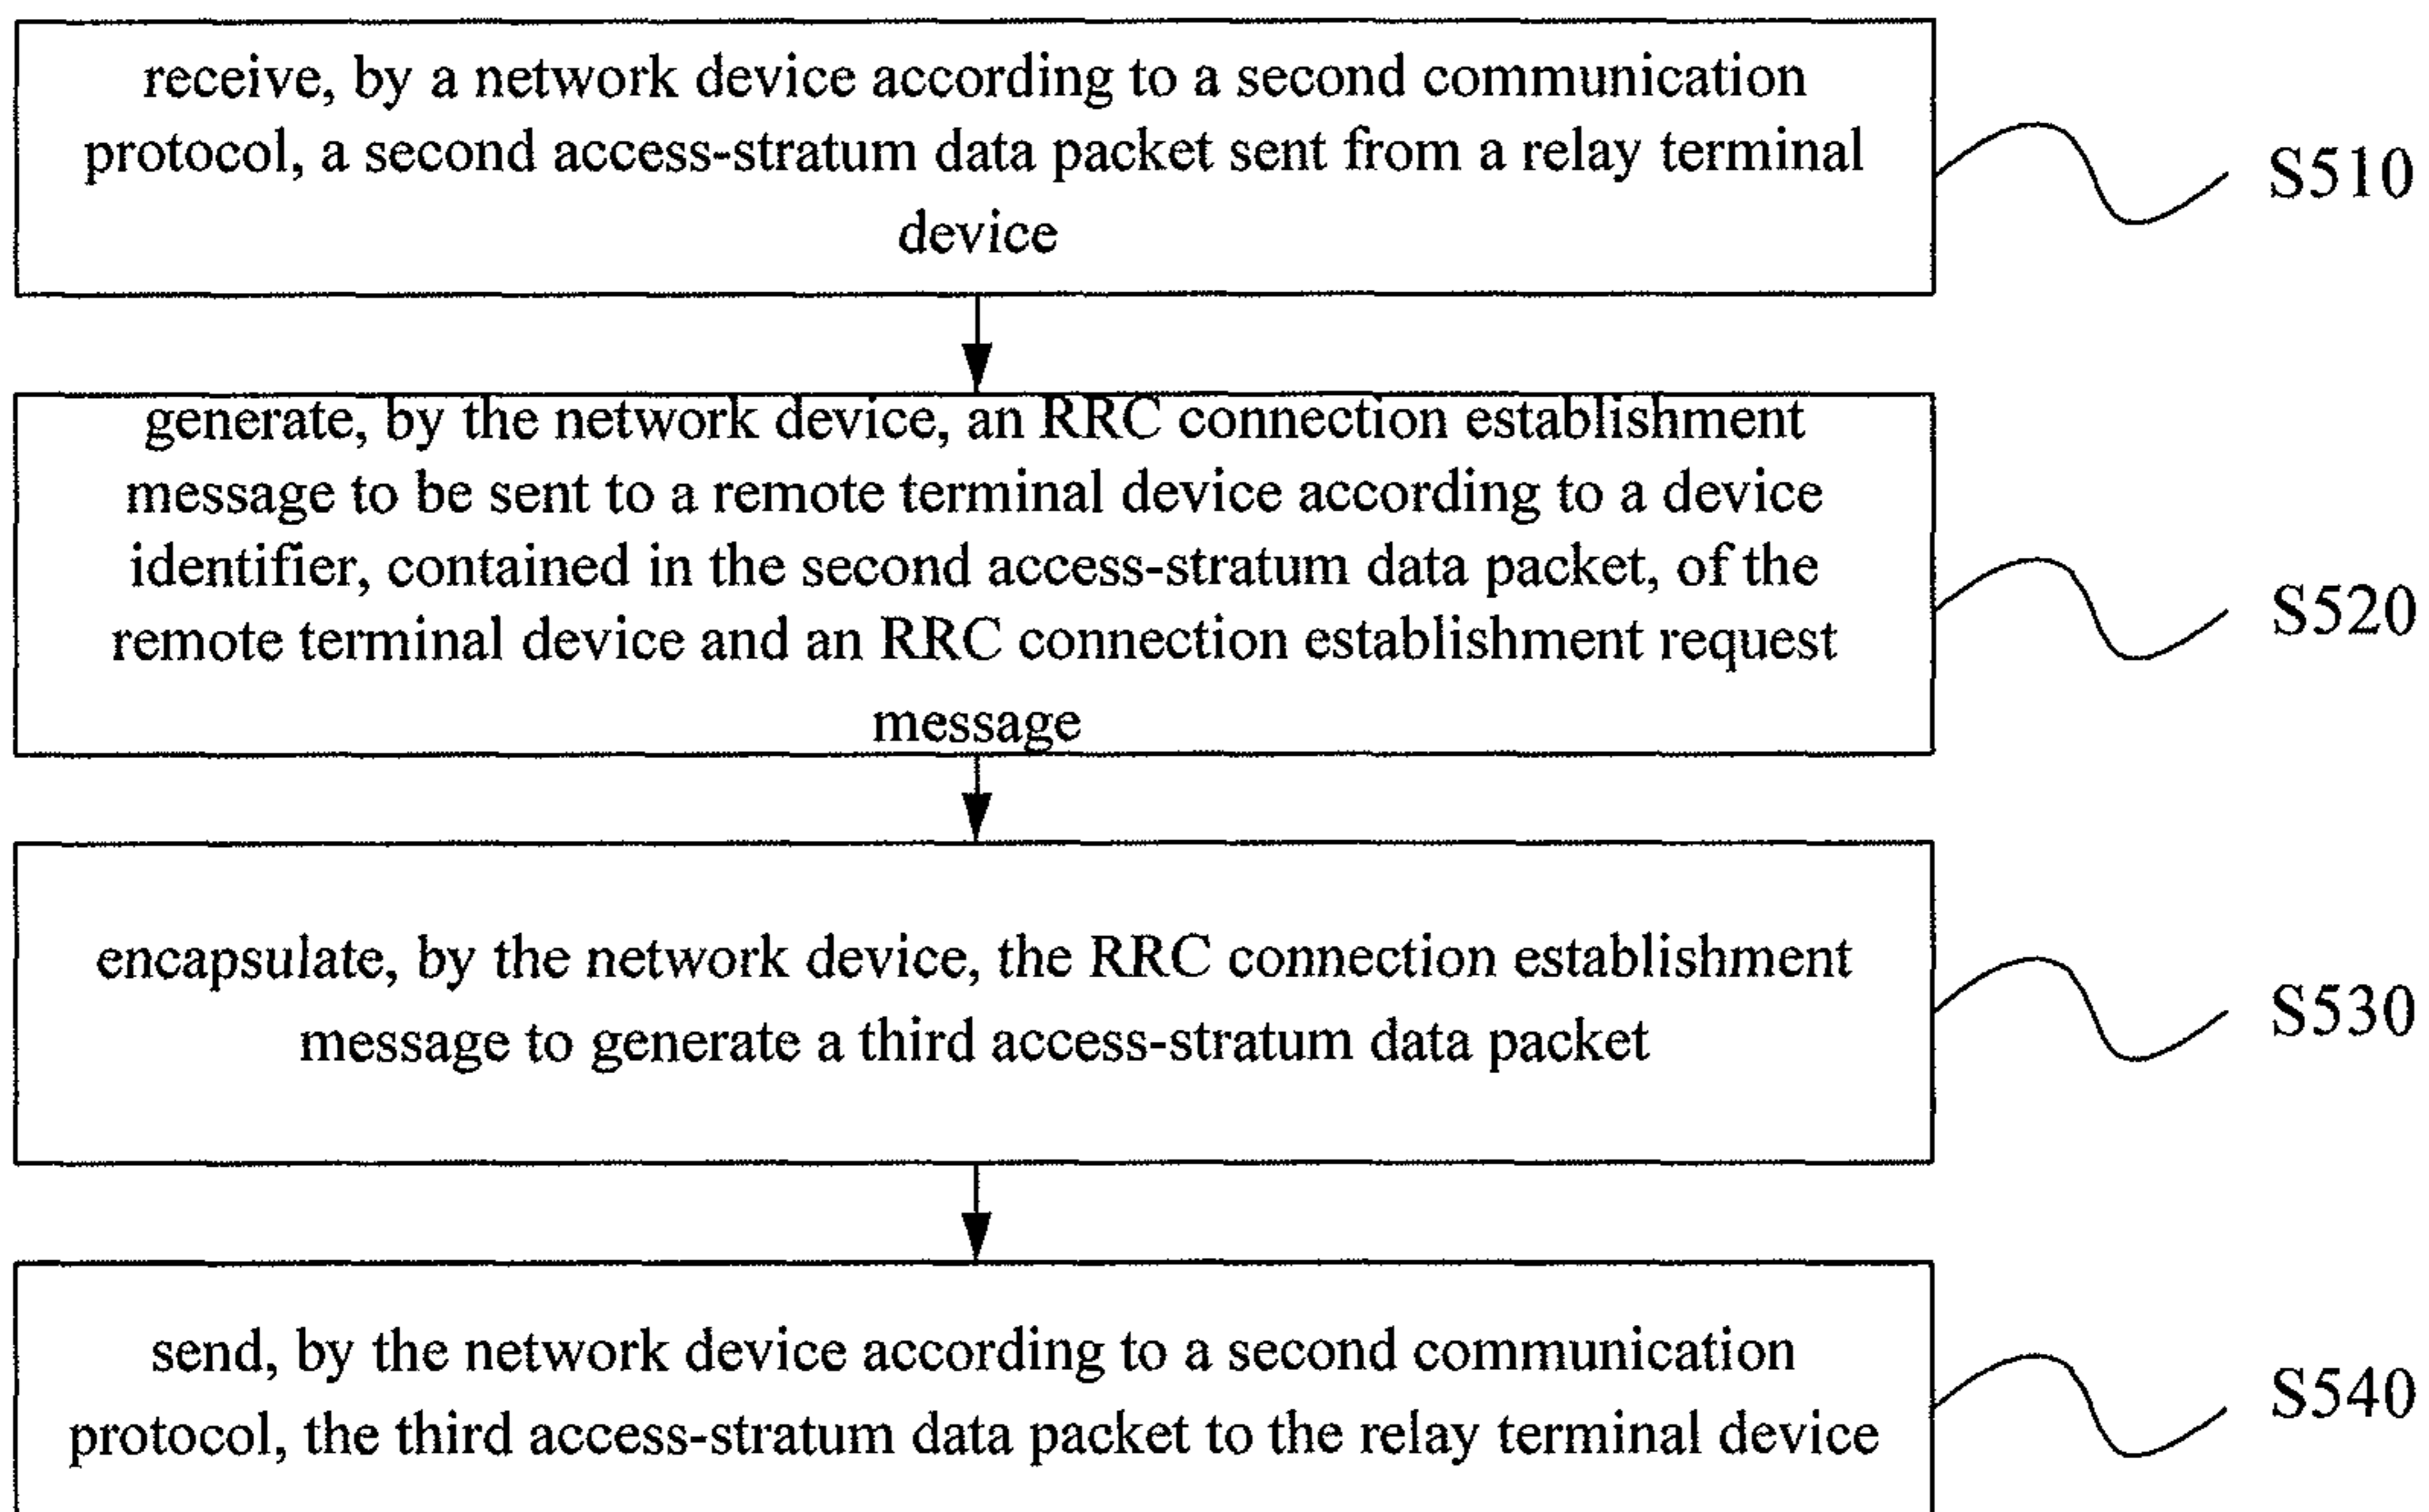 receive, by a network device according to a second communication
protocol, a second access-stratum data packet sent from a relay terminal
device
S510
generate, by the network device, an RRC connection establishment
message to be sent to a remote terminal device according to a device
identifier, contained in the second access-stratum data packet, of the
remote terminal device and an RRC connection establishment request
message
S520
encapsulate, by the network device, the RRC connection establishment
message to generate a third access-stratum data packet
S530
send, by the network device according to a second communication
protocol, the third access-stratum data packet to the relay terminal device
S540